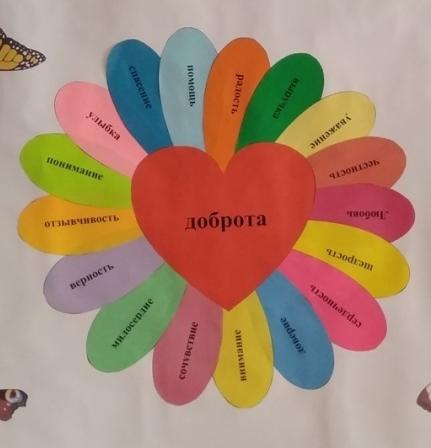 доброта
помощь
радость
выручка
уважение
честность
Любовь
щедрость
сердечность
доверие
внимание
сочувствие
милосердие
верность
отзывчивость
понимание
улыбка
спасение